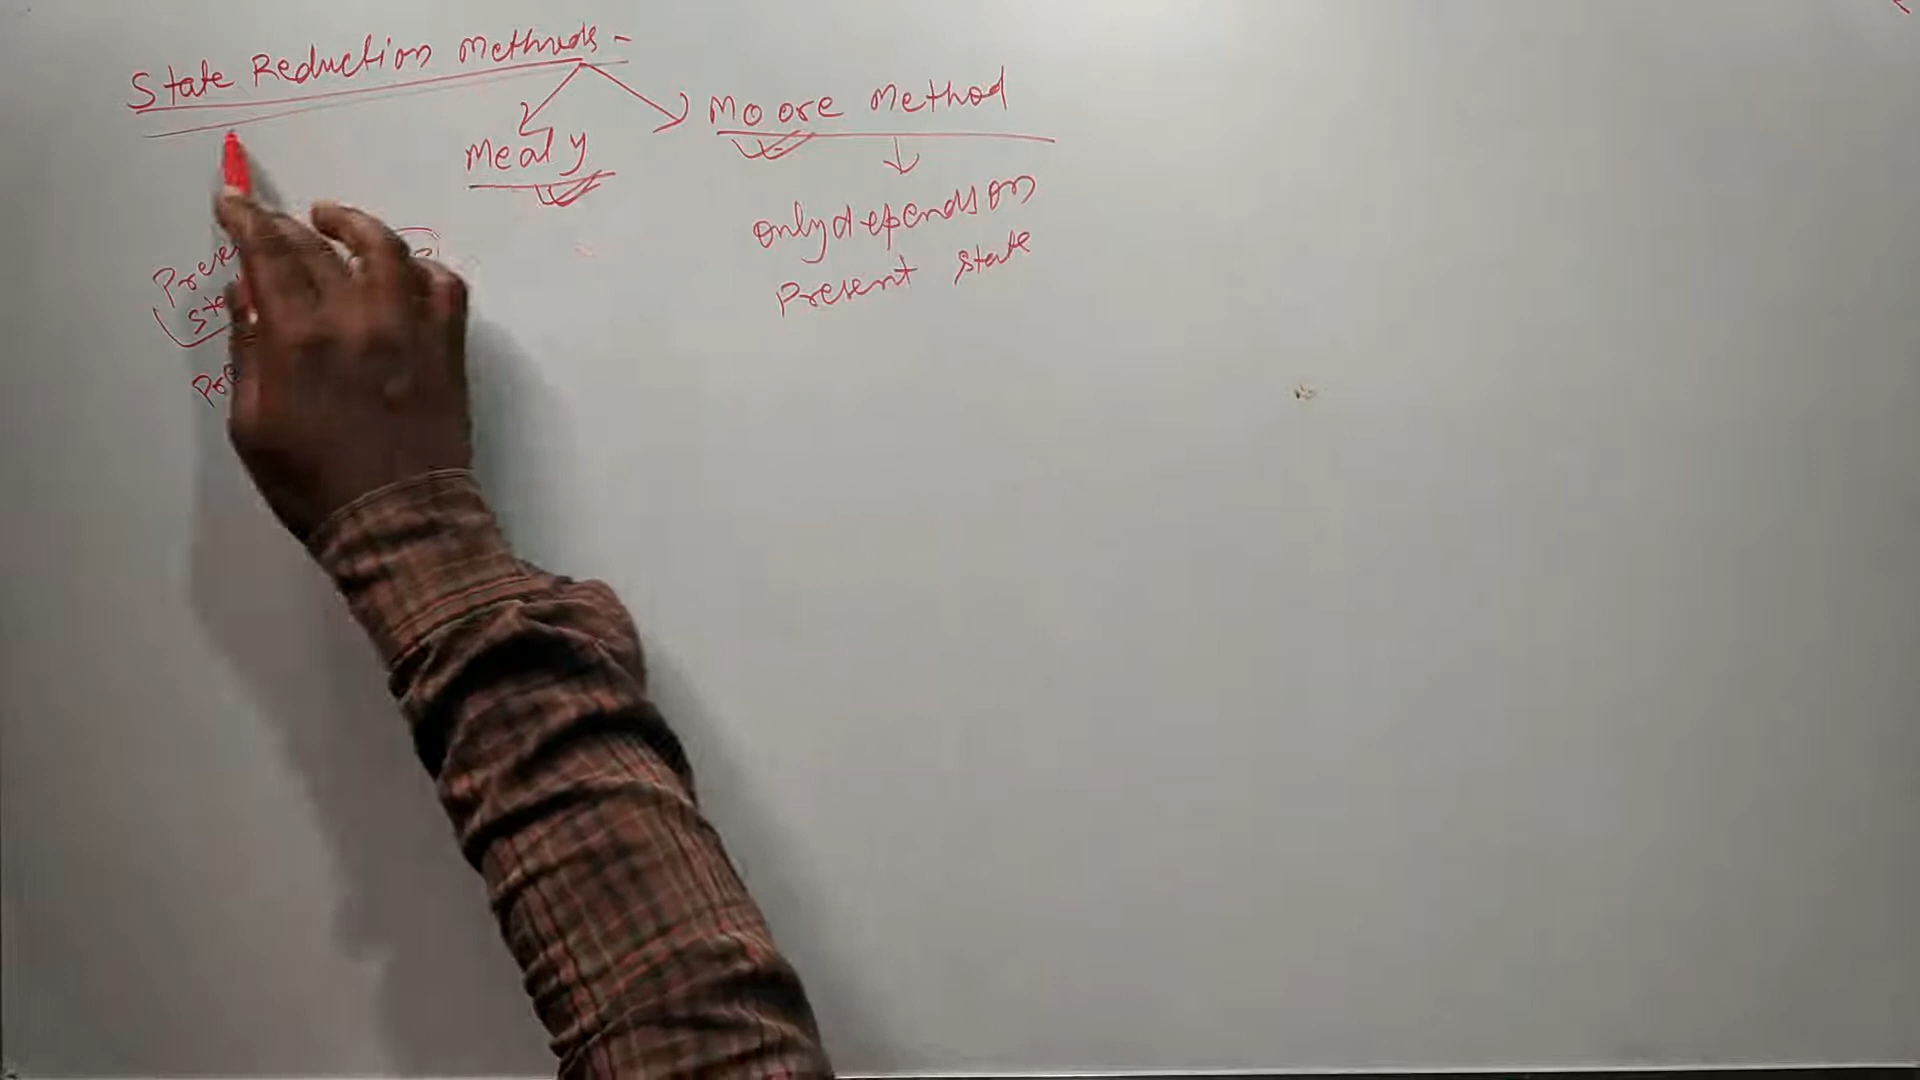 State Reduction Methods -
Mealy
Moore Method
only depends on
Present state